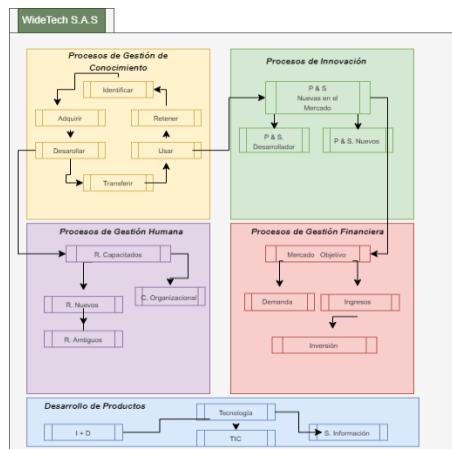 WideTech S.A.S
Procesos de Gestión de
Conocimiento
Identificar
Adquirir
Retener
Desarollar
Usar
Transferir
Procesos de Innovación
P & S
Nuevas en el
Mercado
P & S.
Desarrollador
P & S. Nuevos
Procesos de Gestión Humana
R. Capacitados
C. Organizacional
R. Nuevos
R. Antiguos
Procesos de Gestión Financiera
Mercado Objetivo
Demanda
Ingresos
Inversión
Desarrollo de Productos
Tecnología
I + D
TIC
S. Información